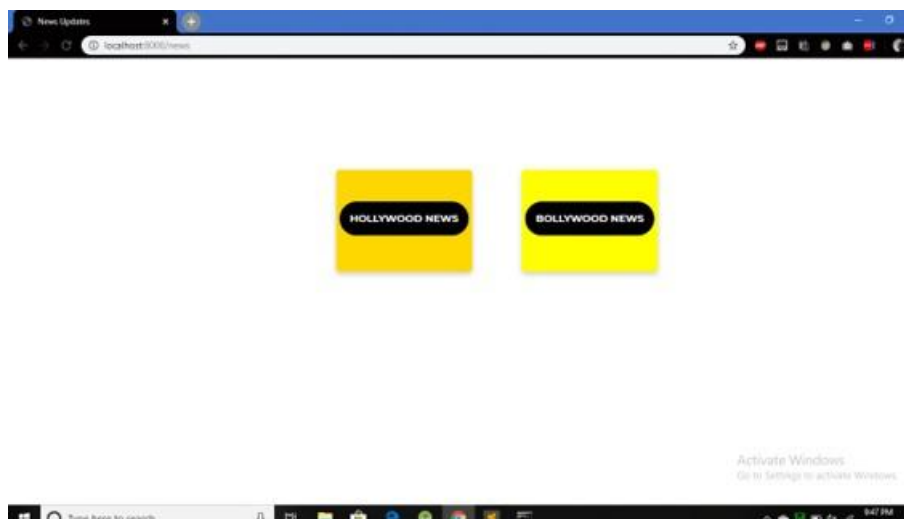 News Updates
localhost:8000/news
HOLLYWOOD NEWS
BOLLYWOOD NEWS
Activate Windows
Go to Settings to activate Windows.
Type here to search
9:47 PM